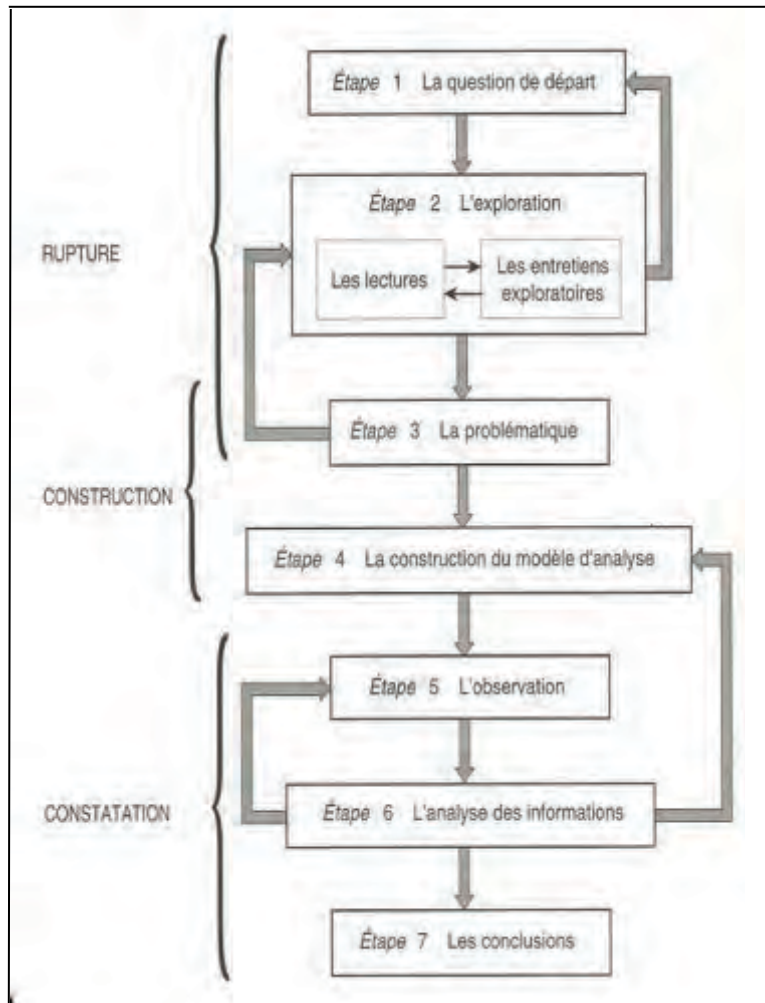 Étape 1 La question de départ
Étape 2 L'exploration
RUPTURE
Les lectures
Les entretiens
exploratoires
Étape 3 La problématique
CONSTRUCTION
Étape 4 La construction du modèle d'analyse
Étape 5 L'observation
CONSTATATION
Étape 6 L'analyse des informations
Étape 7 Les conclusions